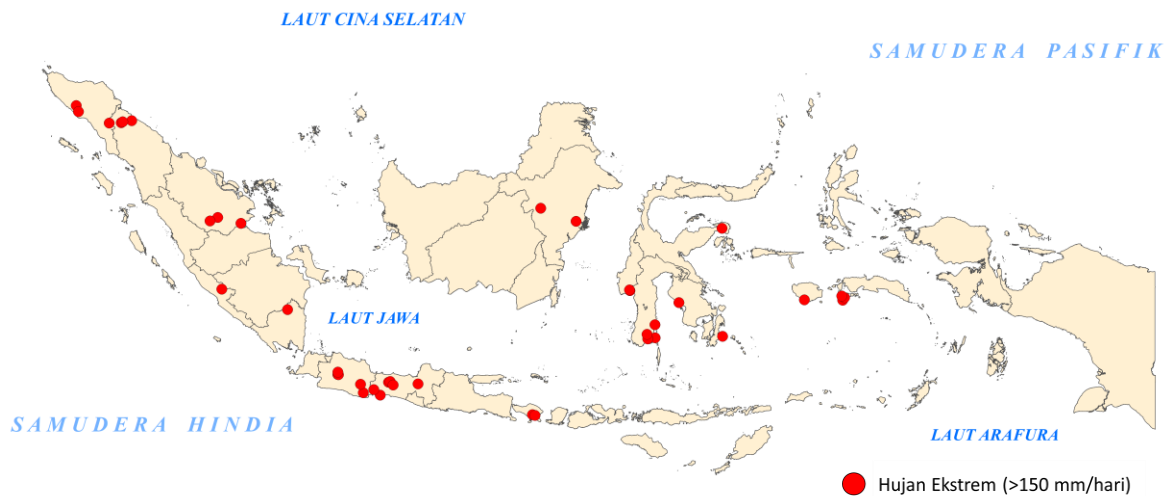 LAUT CINA SELATAN
SAMUDERA PASIFIK
LAUT JAWA
SAMUDERA HINDIA
LAUT ARAFURA
Hujan Ekstrem (>150 mm/hari)